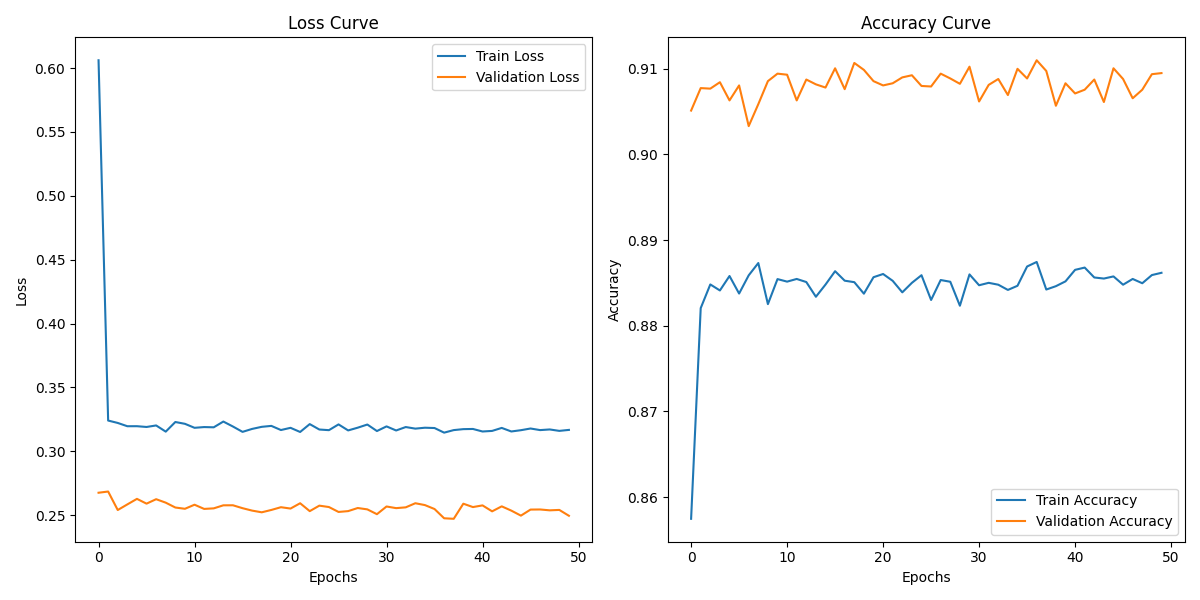 Loss Curve
Train Loss
Validation Loss
0.60
0.55
0.50
0.45
0.40
0.35
0.30
0.25
Loss
0
10
20
30
40
50
Epochs
Accuracy Curve
0.91
0.90
0.89
0.88
0.87
0.86
Accuracy
Train Accuracy
Validation Accuracy
0
10
20
30
40
50
Epochs